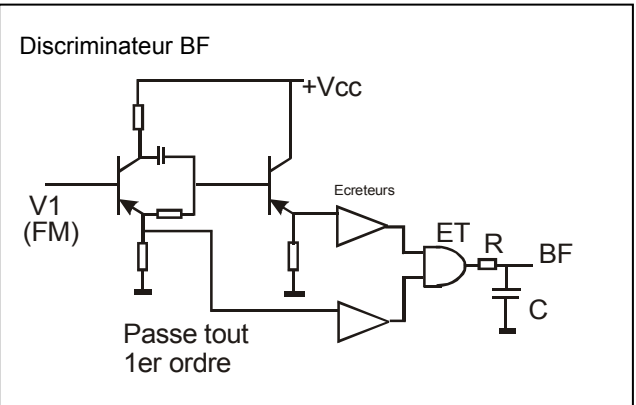 Discriminateur BF
+Vcc
Ecreteurs
V1
(FM)
ET
R
BF
C
Passe tout
1er ordre